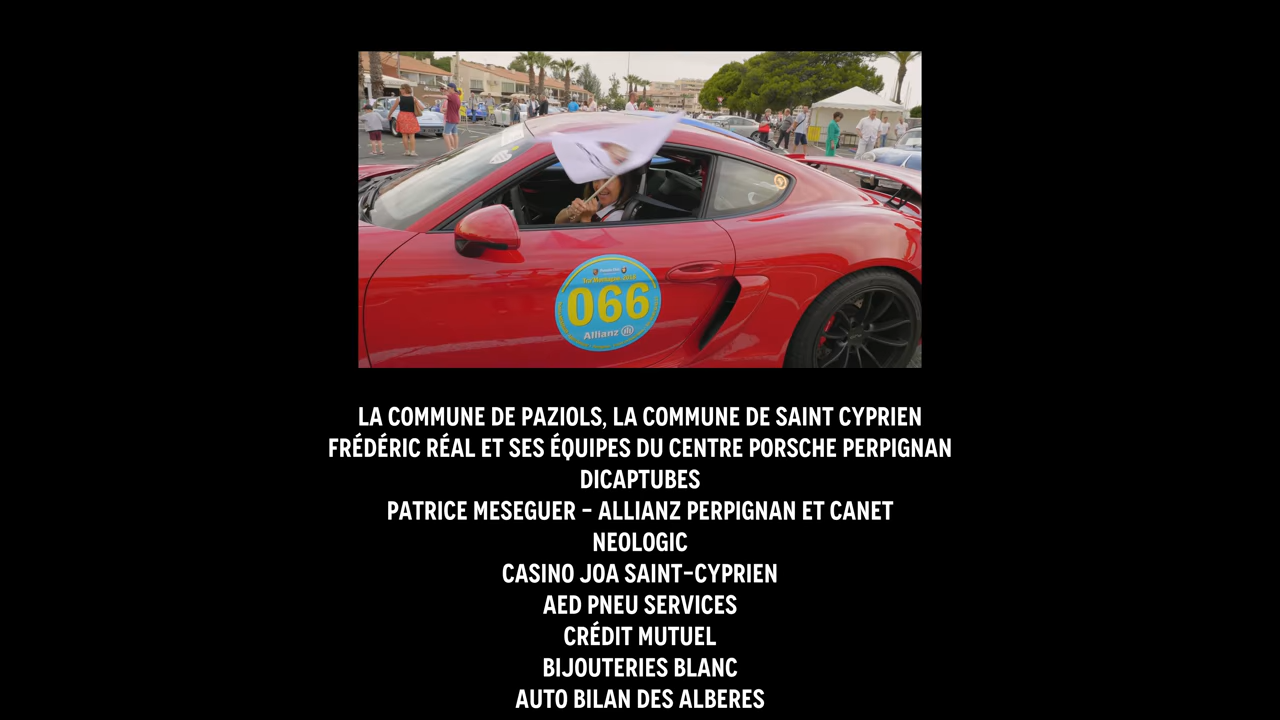 066
Allianz
LA COMMUNE DE PAZIOLS, LA COMMUNE DE SAINT CYPRIEN
FRÉDÉRIC RÉAL ET SES ÉQUIPES DU CENTRE PORSCHE PERPIGNAN
DICAPTUBES
PATRICE MESEGUER - ALLIANZ PERPIGNAN ET CANET
NEOLOGIC
CASINO JOA SAINT-CYPRIEN
AED PNEU SERVICES
CRÉDIT MUTUEL
BIJOUTERIES BLANC
AUTO BILAN DES ALBERES